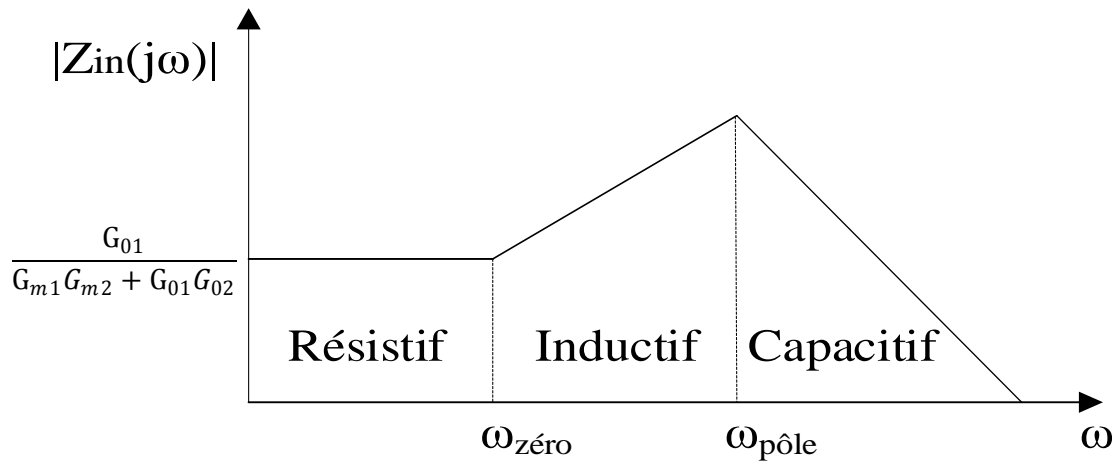 |Zin(jω)|
G₀₁
Gₘ₁Gₘ₂ + G₀₁G₀₂
Résistif Inductif Capacitif
ωzéro ωpôle ω